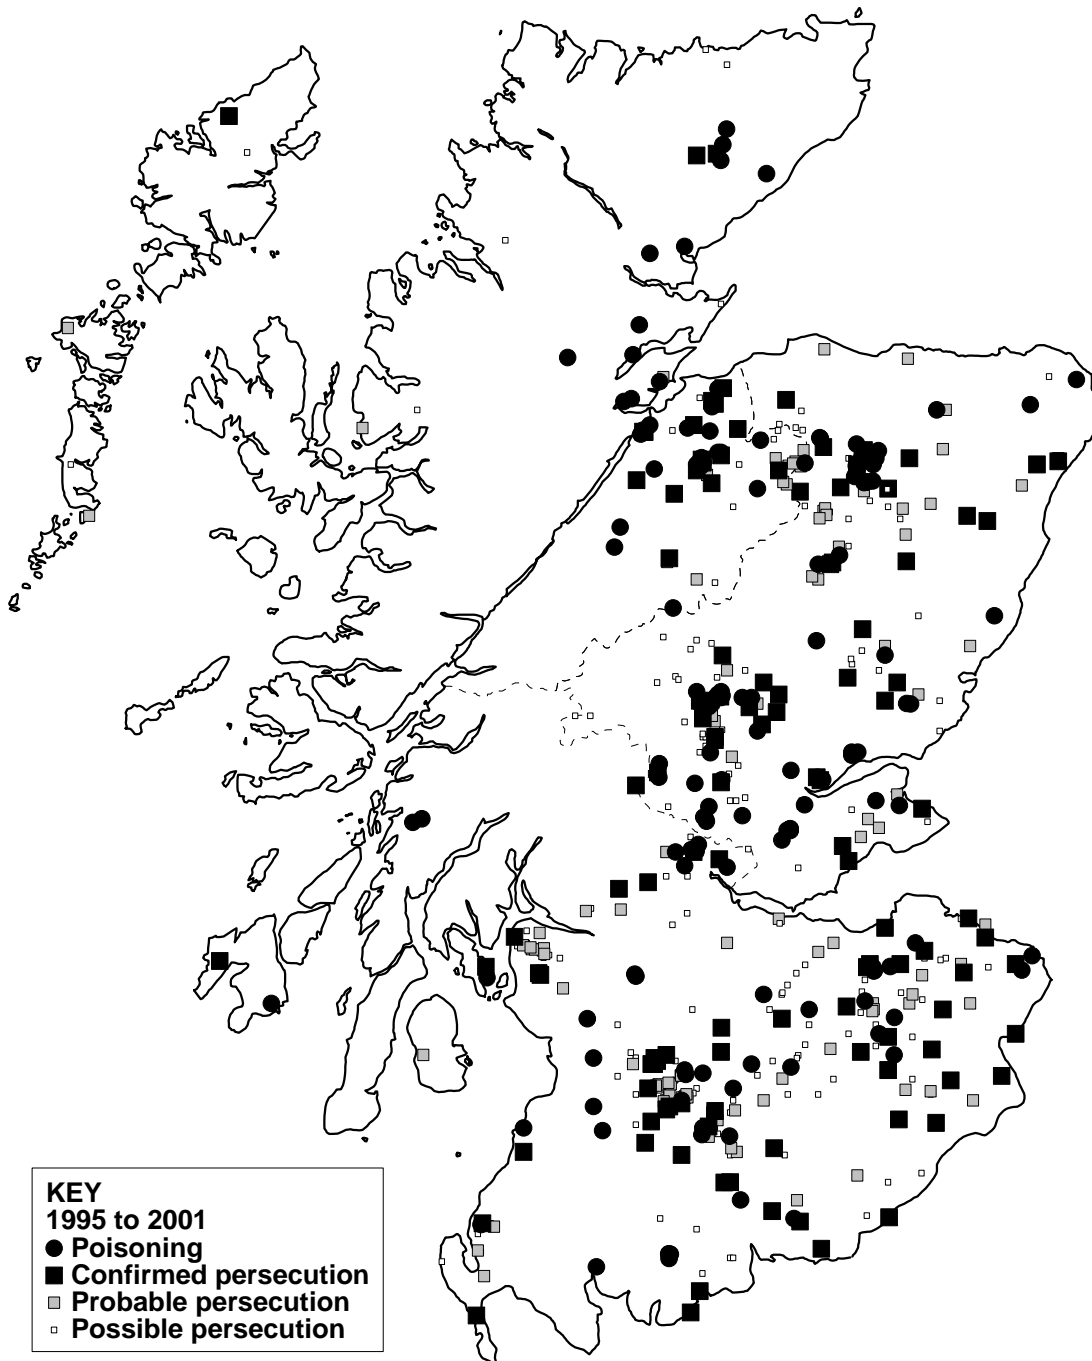 KEY
1995 to 2001
Poisoning
Confirmed persecution
Probable persecution
Possible persecution